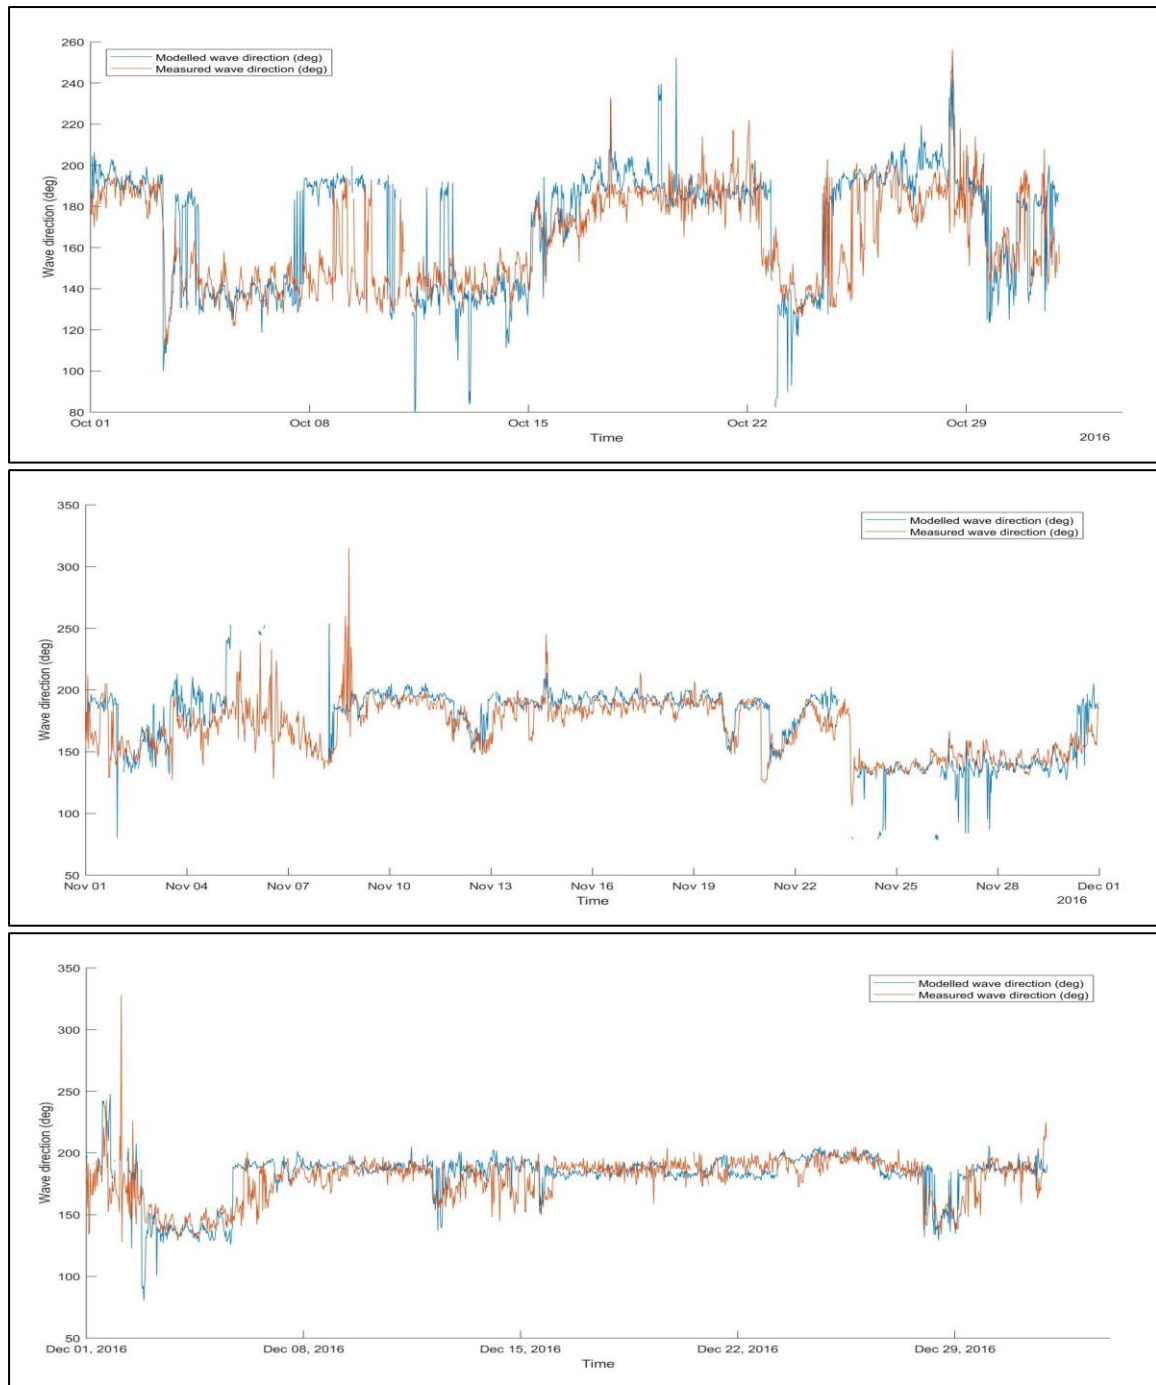 260
240
220
200
180
160
140
120
100
80
Wave direction (deg)
Modelled wave direction (deg)
Measured wave direction (deg)
Oct 01 Oct 08 Oct 15 Oct 22 Oct 29
Time
2016
350
300
250
200
150
100
50
Wave direction (deg)
Modelled wave direction (deg)
Measured wave direction (deg)
Nov 01 Nov 04 Nov 07 Nov 10 Nov 13 Nov 16 Nov 19 Nov 22 Nov 25 Nov 28 Dec 01
Time
2016
350
300
250
200
150
100
50
Wave direction (deg)
Modelled wave direction (deg)
Measured wave direction (deg)
Dec 01, 2016 Dec 08, 2016 Dec 15, 2016 Dec 22, 2016 Dec 29, 2016
Time